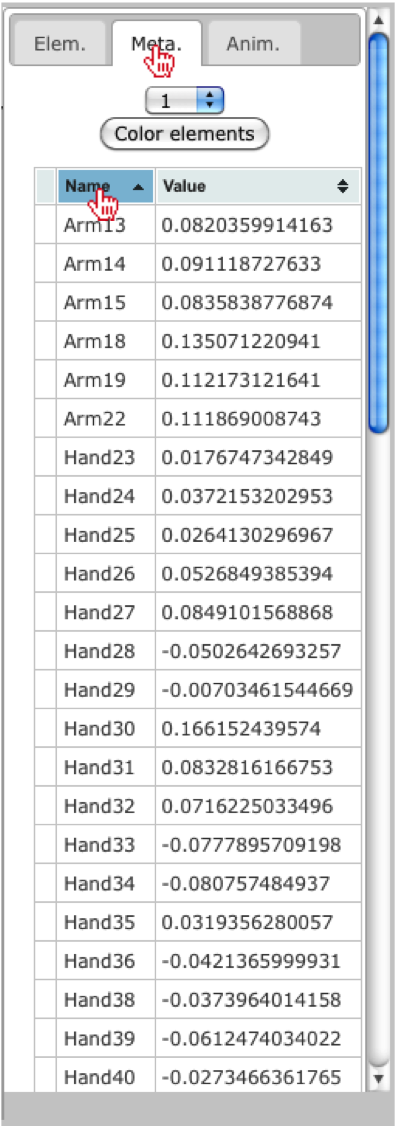 Elem. Meta. Anim.
1
Color elements
Name Value
Arm13 0.0820359914163
Arm14 0.091118727633
Arm15 0.0835838776874
Arm18 0.135071220941
Arm19 0.112173121641
Arm22 0.111869008743
Hand23 0.0176747342849
Hand24 0.0372153202953
Hand25 0.0264130296967
Hand26 0.0526849385394
Hand27 0.0849101568868
Hand28 -0.0502642693257
Hand29 -0.00703461544669
Hand30 0.166152439574
Hand31 0.0832816166753
Hand32 0.0716225033496
Hand33 -0.0777895709198
Hand34 -0.080757484937
Hand35 0.0319356280057
Hand36 -0.0421365999931
Hand38 -0.0373964014158
Hand39 -0.0612474034022
Hand40 -0.0273466361765